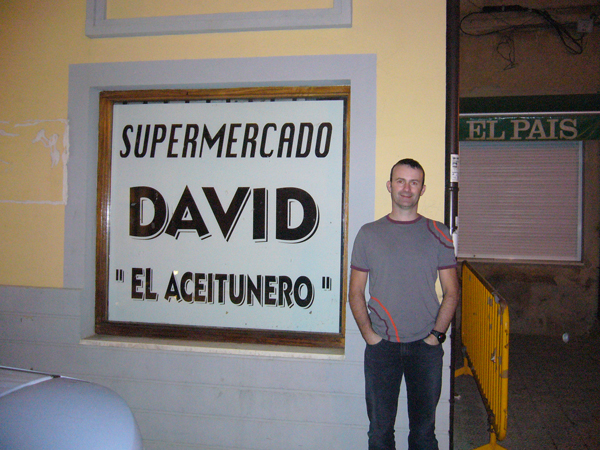 SUPERMERCADO
DAVID
"EL ACEITUNERO"
EL PAIS